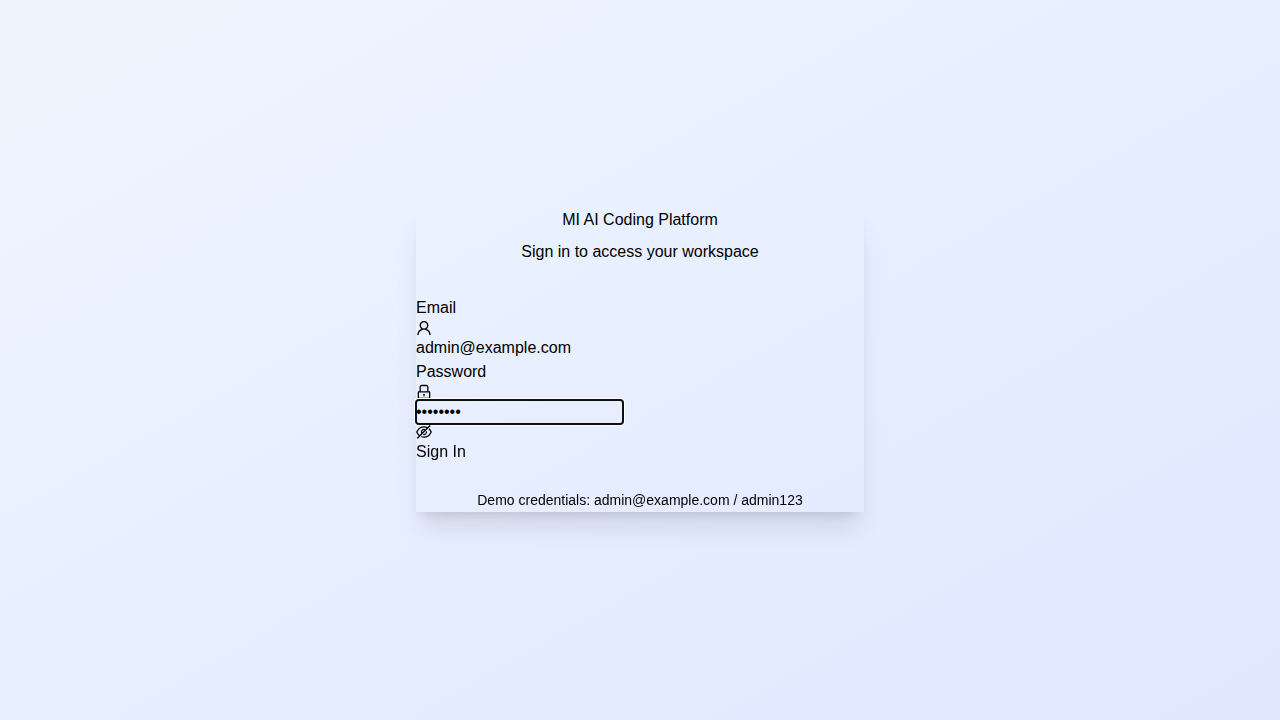 MI AI Coding Platform
Sign in to access your workspace
Email
admin@example.com
Password
••••••••
Sign In
Demo credentials: admin@example.com / admin123